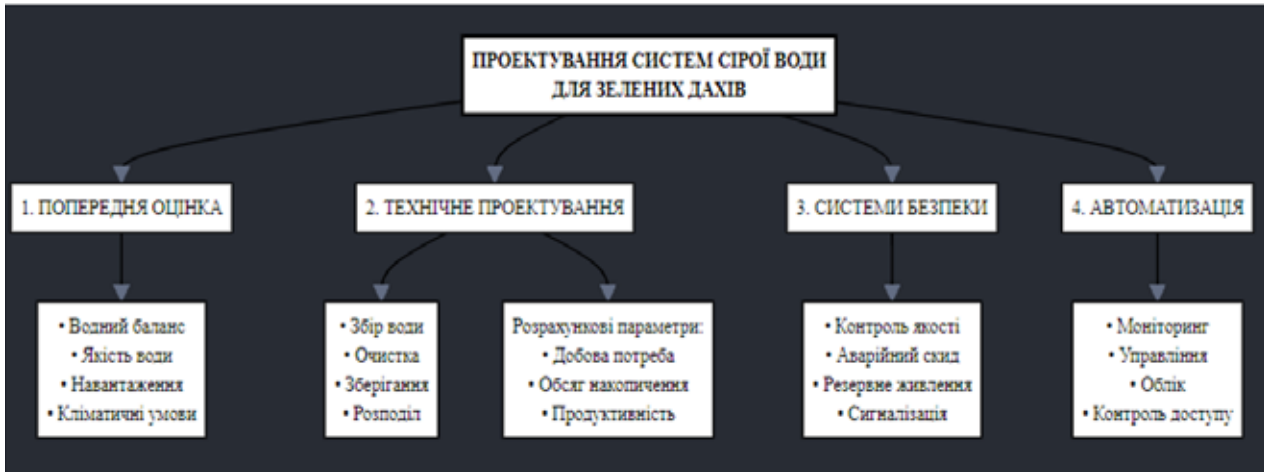 ПРОЕКТУВАННЯ СИСТЕМ СІРОЇ ВОДИ
ДЛЯ ЗЕЛЕНИХ ДАХІВ
1. ПОПЕРЕДНЯ ОЦІНКА
2. ТЕХНІЧНЕ ПРОЕКТУВАННЯ
3. СИСТЕМИ БЕЗПЕКИ
4. АВТОМАТИЗАЦІЯ
• Водний баланс
• Якість води
• Навантаження
• Кліматичні умови
• Збір води
• Очистка
• Зберігання
• Розподіл
Розрахункові параметри:
• Добова потреба
• Обсяг накопичення
• Продуктивність
• Контроль якості
• Аварійний скид
• Резервне живлення
• Сигналізація
• Моніторинг
• Управління
• Облік
• Контроль доступу